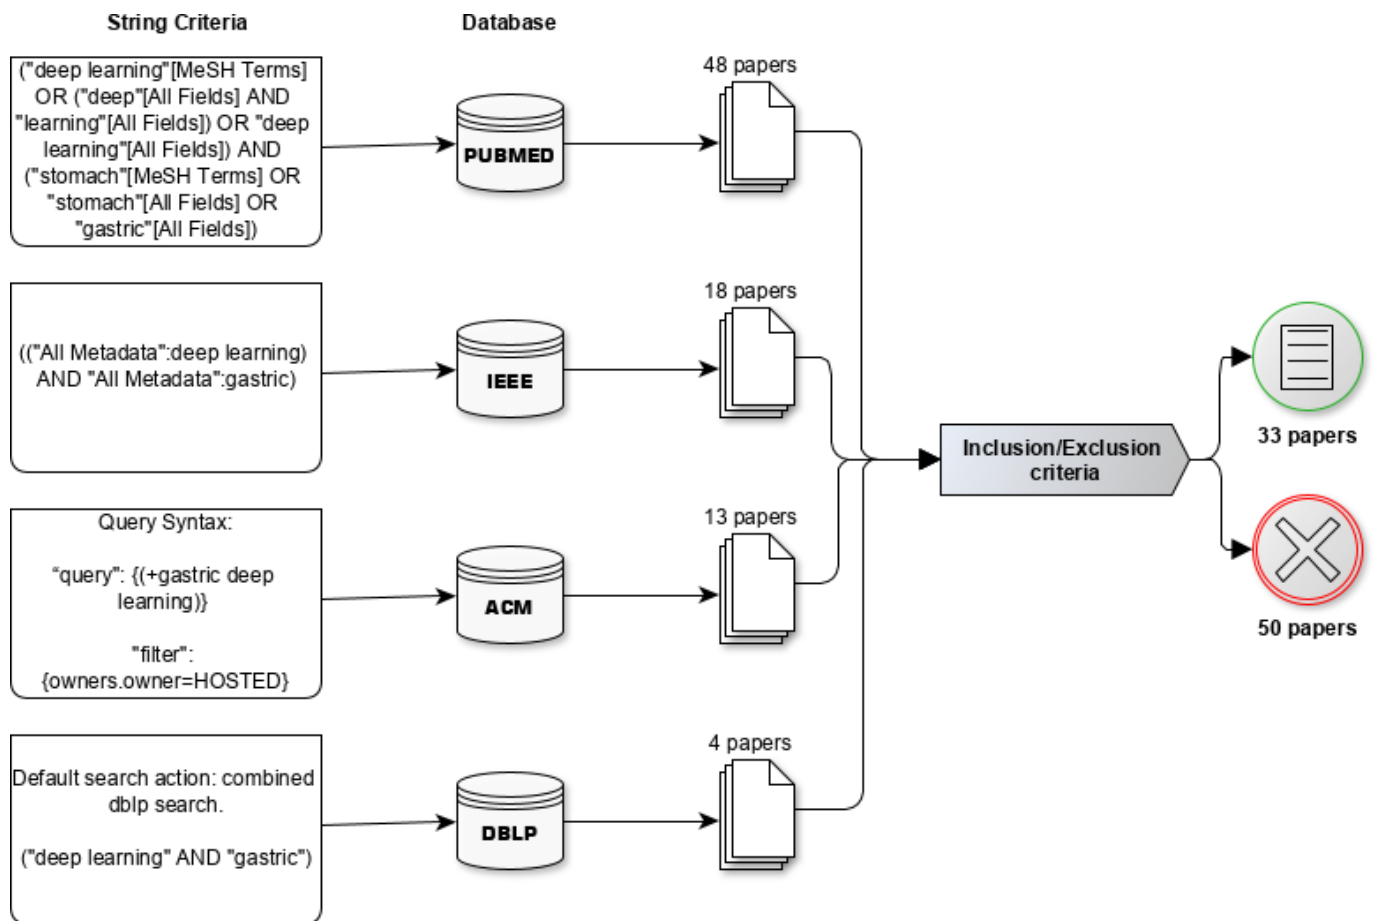 String Criteria
Database
("deep learning"[MeSH Terms]
OR ("deep"[All Fields] AND
"learning"[All Fields]) OR "deep
learning"[All Fields]) AND
("stomach"[MeSH Terms] OR
"stomach"[All Fields] OR
"gastric"[All Fields])
PUBMED
48 papers
(("All Metadata":deep learning)
AND "All Metadata":gastric)
IEEE
18 papers
Query Syntax:
“query": {(+gastric deep
learning)}
"filter":
{owners.owner=HOSTED}
ACM
13 papers
Default search action: combined
dblp search.
("deep learning" AND "gastric")
DBLP
4 papers
Inclusion/Exclusion
criteria
33 papers
50 papers